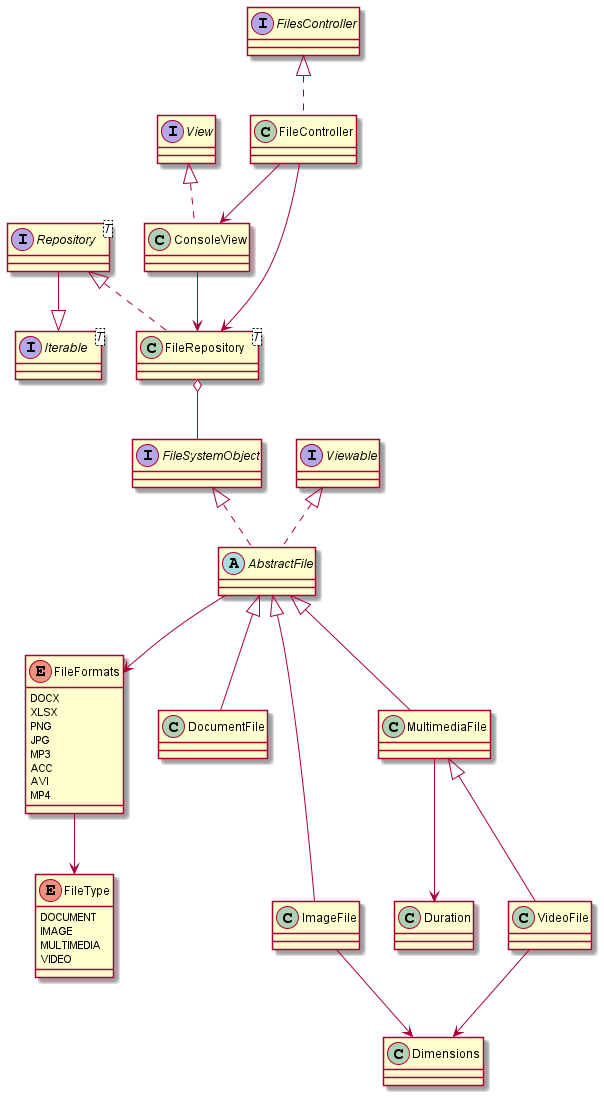 I FilesController
C FileController
I View
C ConsoleView
I Repository T
I Iterable T
C FileRepository T
I FileSystemObject
I Viewable
A AbstractFile
E FileFormats
DOCX
XLSX
PNG
JPG
MP3
ACC
AVI
MP4
C DocumentFile
C MultimediaFile
E FileType
DOCUMENT
IMAGE
MULTIMEDIA
VIDEO
C ImageFile
C Duration
C VideoFile
C Dimensions